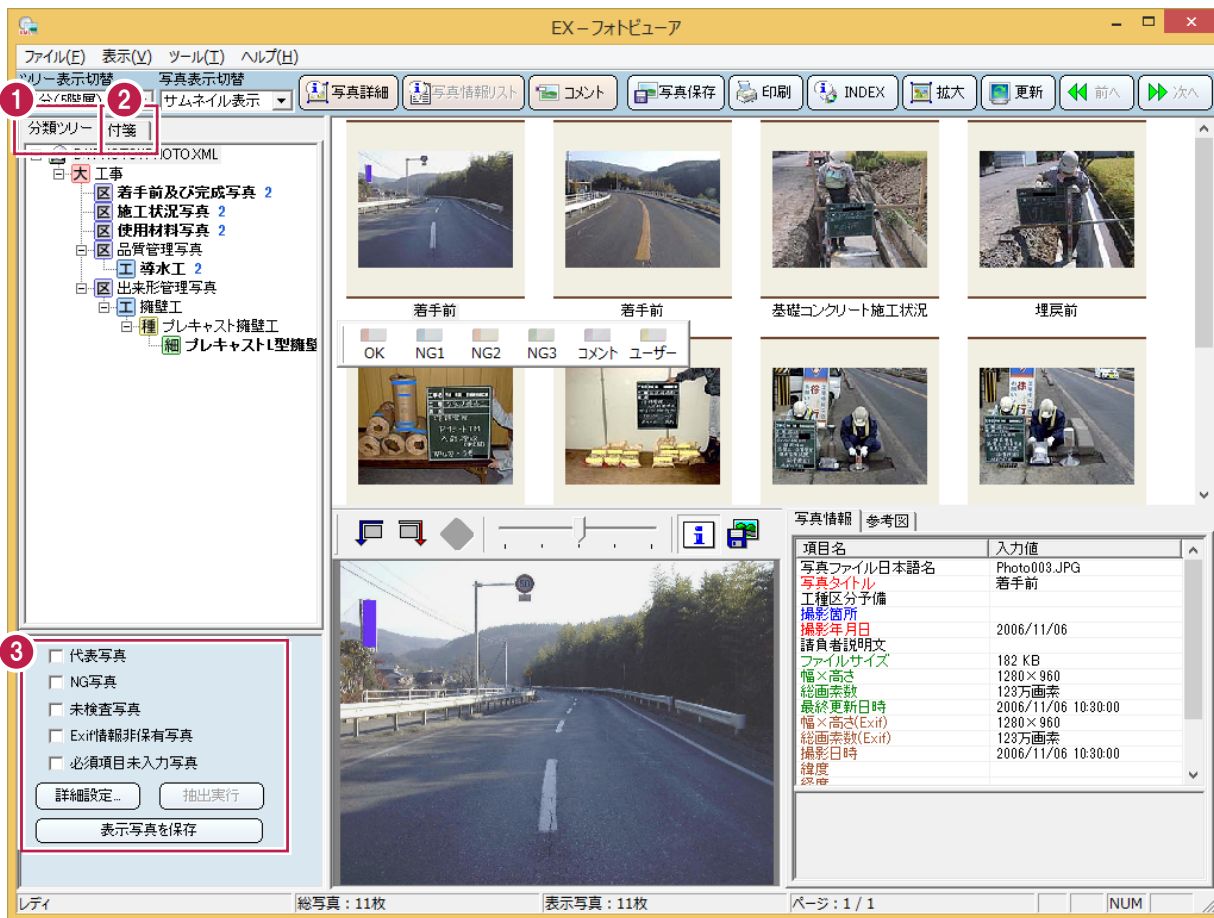 EX－フォトビューア
ファイル(F) 表示(V) ツール(T) ヘルプ(H)
ツリー表示切替 写真表示切替
サムネイル表示
写真詳細 写真情報リスト コメント 写真保存 印刷 INDEX 拡大 更新 前へ 次へ
1 2
分類ツリー 付箋
大 工事
区 着手前及び完成写真 2
区 施工状況写真 2
区 使用材料写真 2
区 品質管理写真
工 導水工 2
区 出来形管理写真
工 擁壁工
種 プレキャスト擁壁工
細 プレキャストL型擁壁
着手前 着手前 基礎コンクリート施工状況 埋戻前
OK NG1 NG2 NG3 コメント ユーザー
3
代表写真
NG写真
未検査写真
Exif情報非保有写真
必須項目未入力写真
詳細設定... 抽出実行
表示写真を保存
写真情報 参考図
項目名 入力値
写真ファイル日本語名 Photo003.JPG
写真タイトル 着手前
工種区分予備
撮影箇所
撮影年月日 2006/11/06
請負者説明文
ファイルサイズ 182 KB
幅×高さ 1280×960
総画素数 123万画素
最終更新日時 2006/11/06 10:30:00
幅×高さ(Exif) 1280×960
総画素数(Exif) 123万画素
撮影日時 2006/11/06 10:30:00
緯度
経度
レディ 総写真：11枚 表示写真：11枚 ページ：1 / 1 NUM